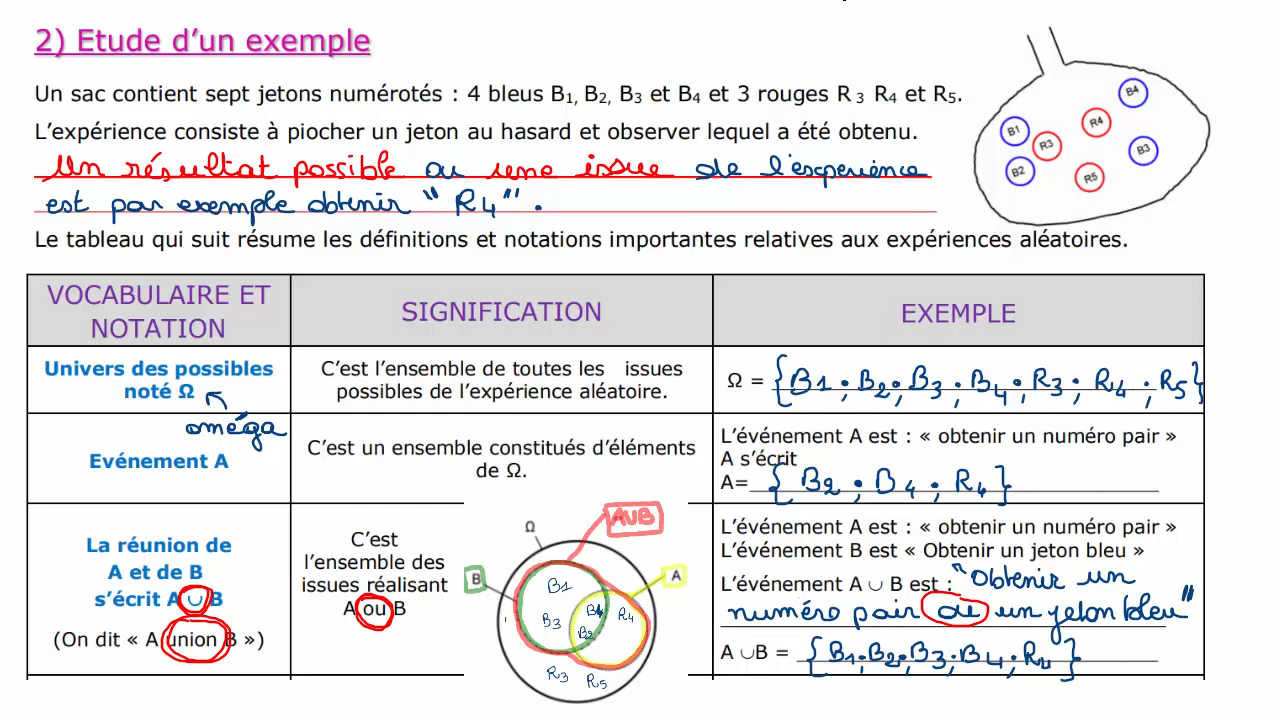 2) Etude d'un exemple
Un sac contient sept jetons numérotés : 4 bleus B1, B2, B3 et B4 et 3 rouges R 3 R4 et R5.
L'expérience consiste à piocher un jeton au hasard et observer lequel a été obtenu.
Un résultat possible ou une issue de l'experience
est par exemple obtenir "R4".
B4
B1
R4
R3
B3
B2
R5
Le tableau qui suit résume les définitions et notations importantes relatives aux expériences aléatoires.
VOCABULAIRE ET
NOTATION
SIGNIFICATION
EXEMPLE
Univers des possibles
noté Ω
oméga
C'est l'ensemble de toutes les issues
possibles de l'expérience aléatoire.
Ω = {B1 ; B2 ; B3 ; B4 ; R3 ; R4 ; R5}
Evénement A
C'est un ensemble constitués d'éléments
de Ω.
L'événement A est : « obtenir un numéro pair »
A s'écrit
A= { B2 ; B4 ; R4 }
La réunion de
A et de B
s'écrit A ∪ B
(On dit « A union B »)
C'est
l'ensemble des
issues réalisant
A ou B
Ω
AUB
B
A
B1
B3
B4
R4
B2
R3
R5
L'événement A est : « obtenir un numéro pair »
L'événement B est « Obtenir un jeton bleu »
L'événement A ∪ B est : "Obtenir un
numéro pair ou un jeton bleu"
A ∪B = {B1 ; B2 ; B3 ; B4 ; R4 }